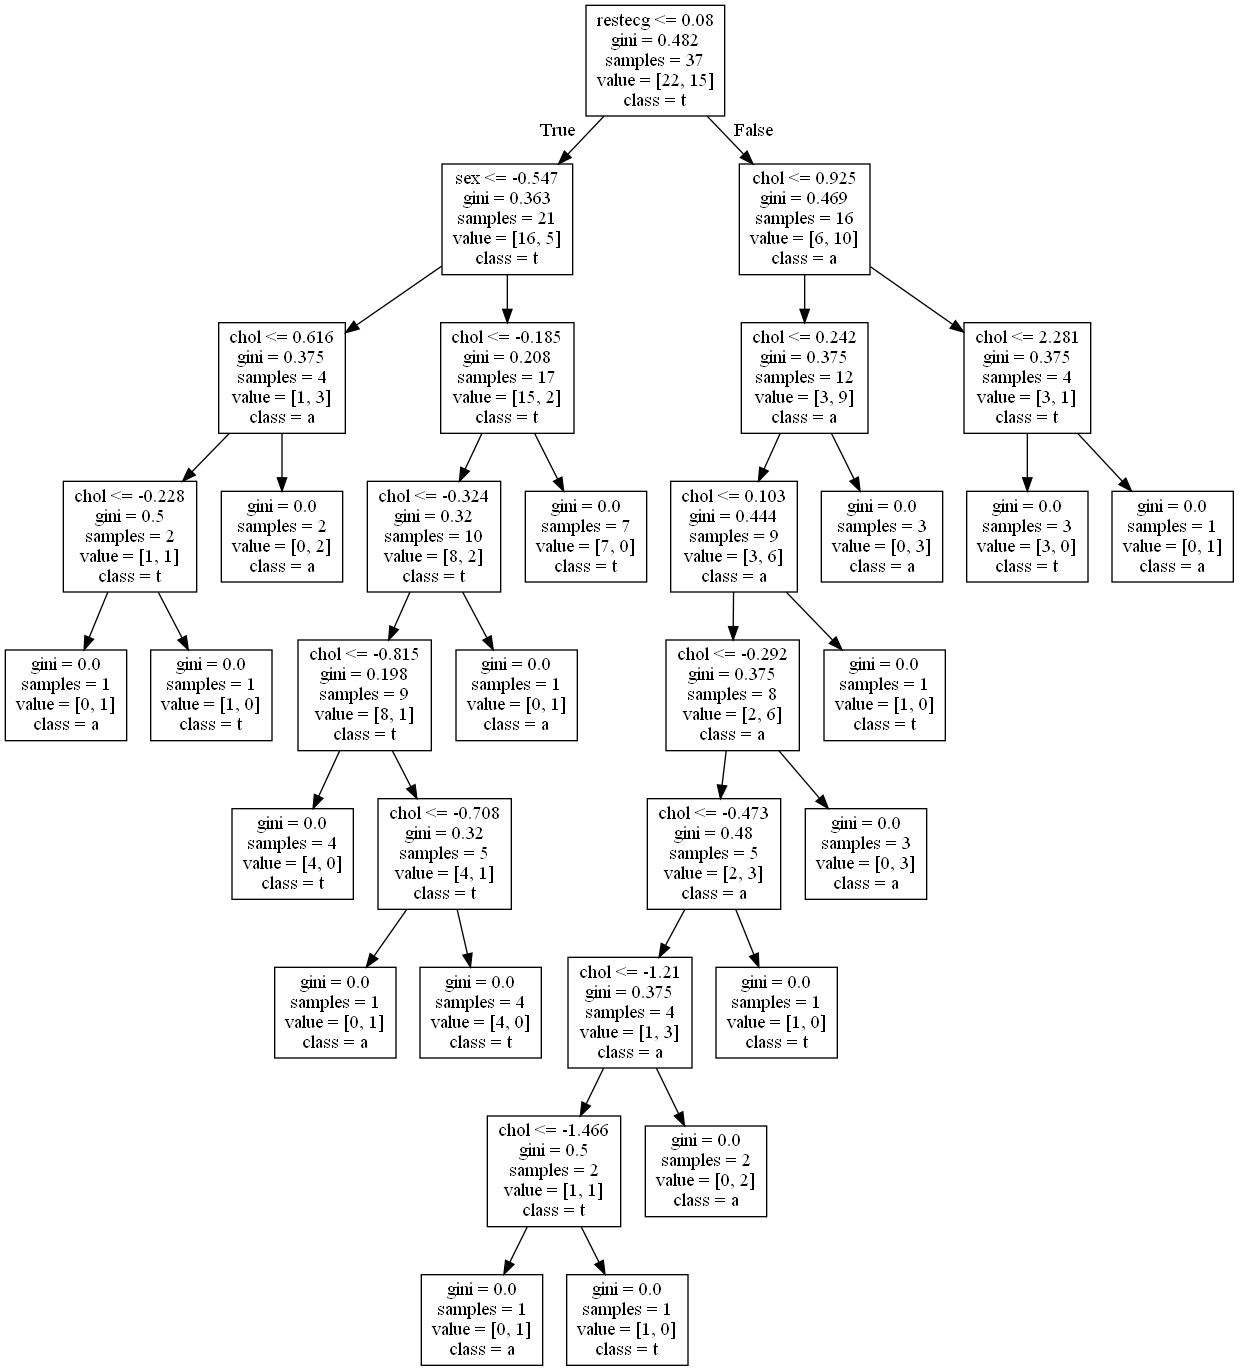 restecg <= 0.08
gini = 0.482
samples = 37
value = [22, 15]
class = t
True
False
sex <= -0.547
gini = 0.363
samples = 21
value = [16, 5]
class = t
chol <= 0.925
gini = 0.469
samples = 16
value = [6, 10]
class = a
chol <= 0.616
gini = 0.375
samples = 4
value = [1, 3]
class = a
chol <= -0.185
gini = 0.208
samples = 17
value = [15, 2]
class = t
chol <= 0.242
gini = 0.375
samples = 12
value = [3, 9]
class = a
chol <= 2.281
gini = 0.375
samples = 4
value = [3, 1]
class = t
chol <= -0.228
gini = 0.5
samples = 2
value = [1, 1]
class = t
gini = 0.0
samples = 2
value = [0, 2]
class = a
chol <= -0.324
gini = 0.32
samples = 10
value = [8, 2]
class = t
gini = 0.0
samples = 7
value = [7, 0]
class = t
chol <= 0.103
gini = 0.444
samples = 9
value = [3, 6]
class = a
gini = 0.0
samples = 3
value = [0, 3]
class = a
gini = 0.0
samples = 3
value = [3, 0]
class = t
gini = 0.0
samples = 1
value = [0, 1]
class = a
gini = 0.0
samples = 1
value = [0, 1]
class = a
gini = 0.0
samples = 1
value = [1, 0]
class = t
chol <= -0.815
gini = 0.198
samples = 9
value = [8, 1]
class = t
gini = 0.0
samples = 1
value = [0, 1]
class = a
chol <= -0.292
gini = 0.375
samples = 8
value = [2, 6]
class = a
gini = 0.0
samples = 1
value = [1, 0]
class = t
gini = 0.0
samples = 4
value = [4, 0]
class = t
chol <= -0.708
gini = 0.32
samples = 5
value = [4, 1]
class = t
chol <= -0.473
gini = 0.48
samples = 5
value = [2, 3]
class = a
gini = 0.0
samples = 3
value = [0, 3]
class = a
gini = 0.0
samples = 1
value = [0, 1]
class = a
gini = 0.0
samples = 4
value = [4, 0]
class = t
chol <= -1.21
gini = 0.375
samples = 4
value = [1, 3]
class = a
gini = 0.0
samples = 1
value = [1, 0]
class = t
chol <= -1.466
gini = 0.5
samples = 2
value = [1, 1]
class = t
gini = 0.0
samples = 2
value = [0, 2]
class = a
gini = 0.0
samples = 1
value = [0, 1]
class = a
gini = 0.0
samples = 1
value = [1, 0]
class = t